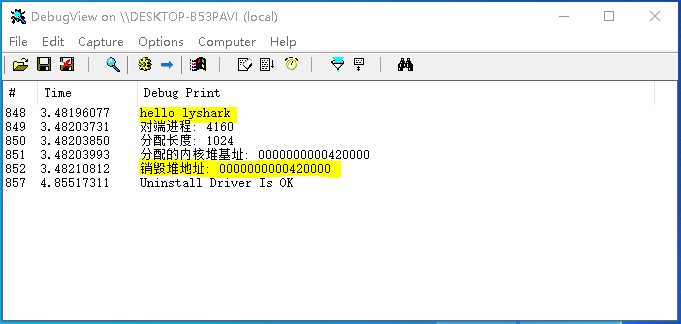 DebugView on \\DESKTOP-B53PAVI (local)
File Edit Capture Options Computer Help
# Time Debug Print
848 3.48196077 hello lyshark
849 3.48203731 对端进程: 4160
850 3.48203850 分配长度: 1024
851 3.48203993 分配的内核堆基址: 0000000000420000
852 3.48210812 销毁堆地址: 0000000000420000
857 4.85517311 Uninstall Driver Is OK